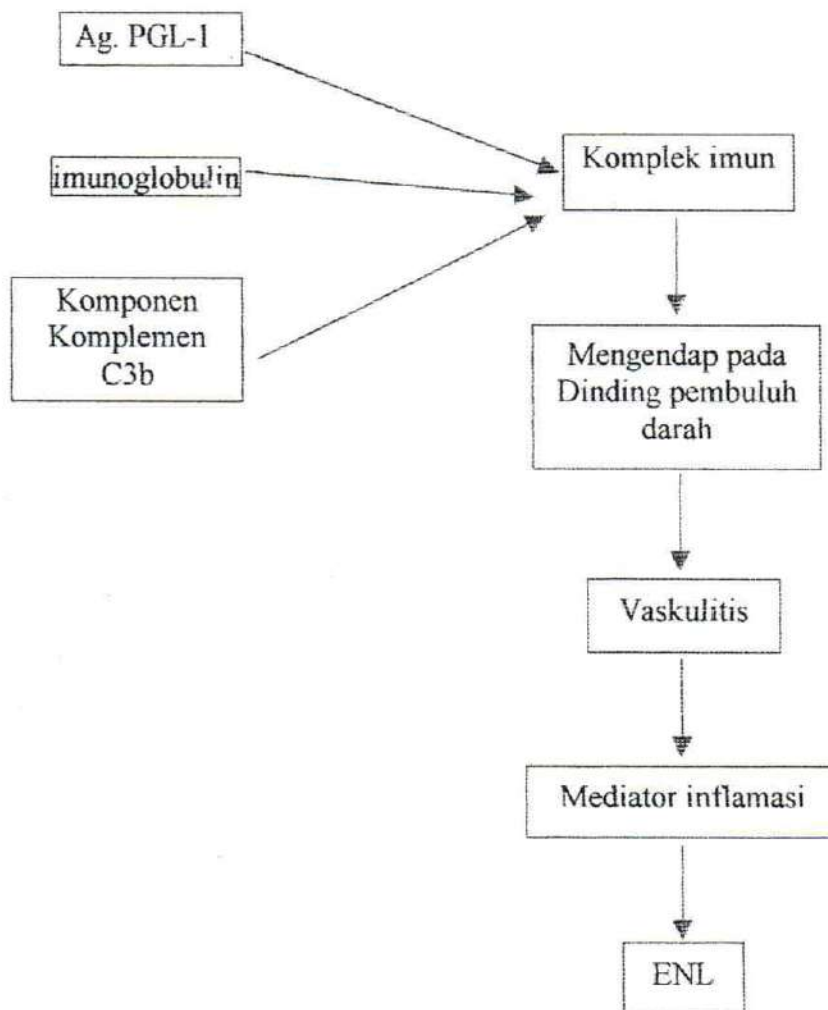 Ag. PGL-1
imunoglobulin
Komponen
Komplemen
C3b
Komplek imun
Mengendap pada
Dinding pembuluh
darah
Vaskulitis
Mediator inflamasi
ENL